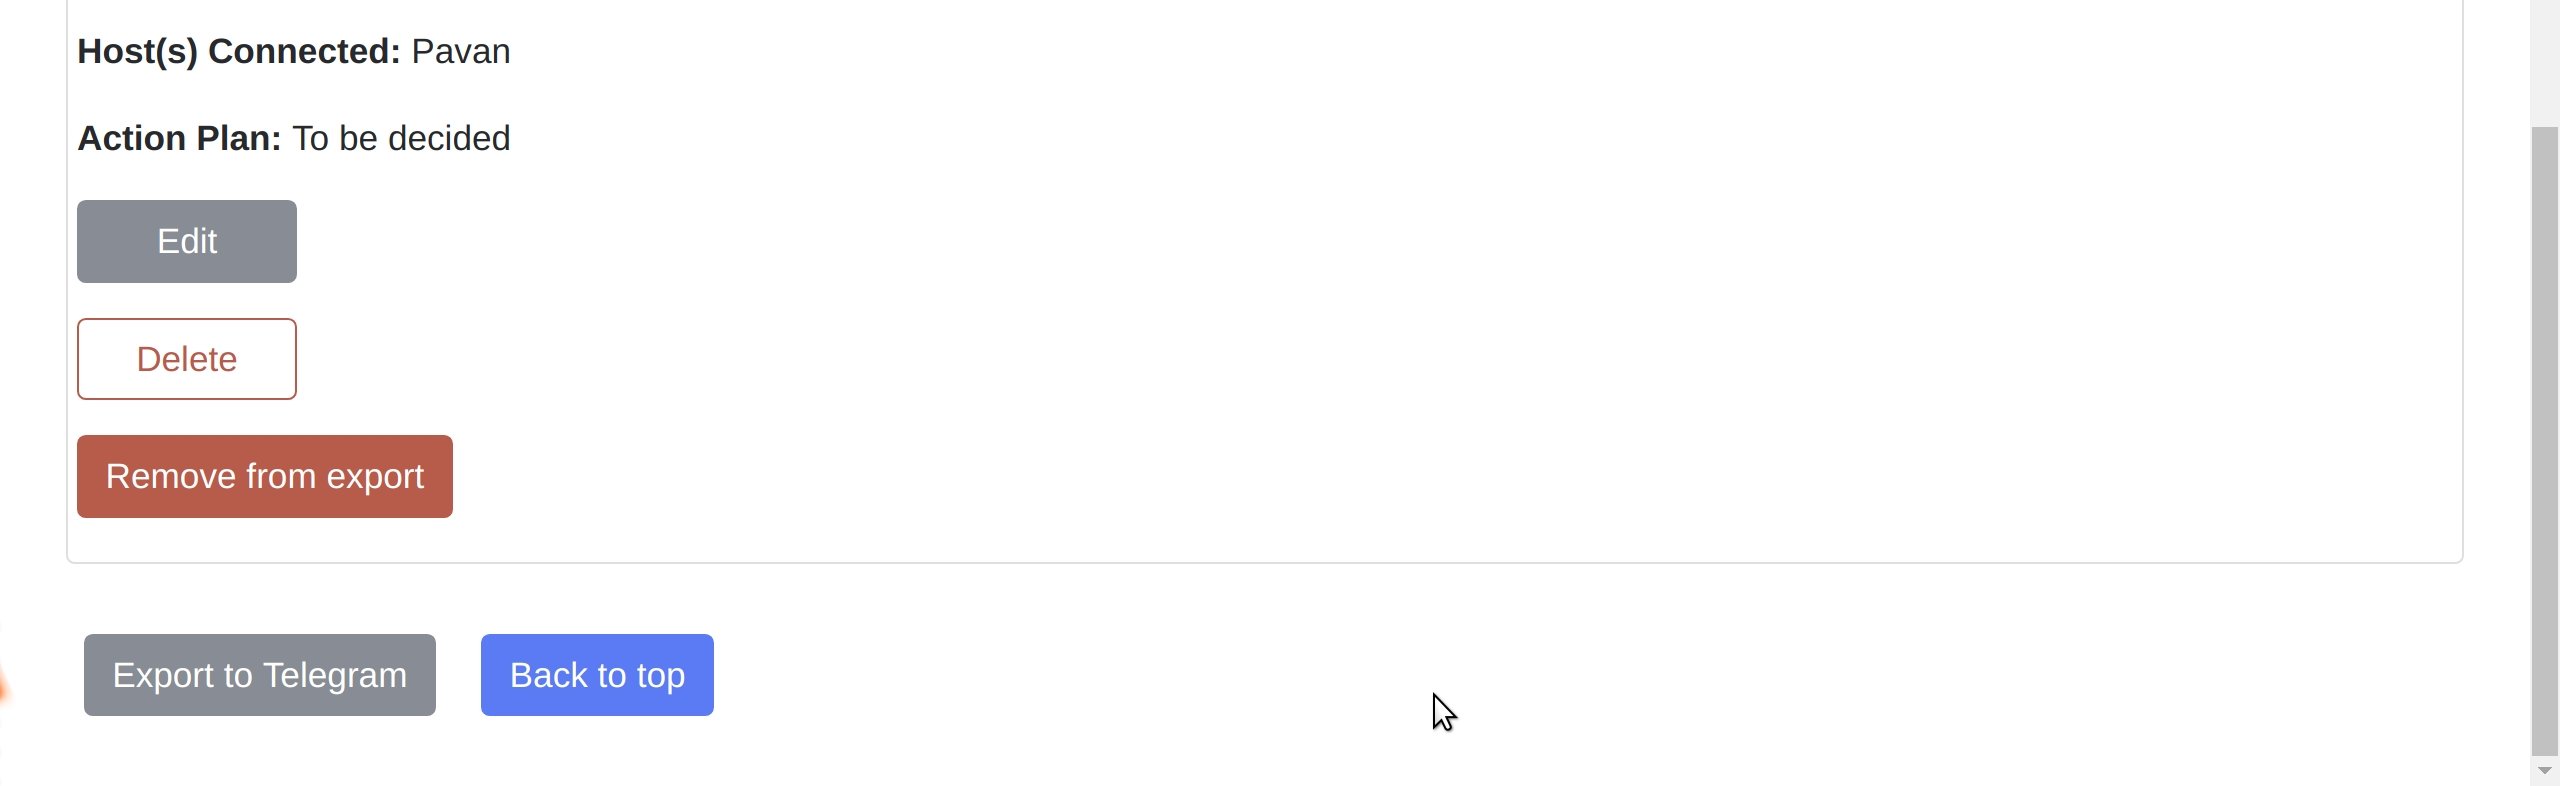 Host(s) Connected: Pavan
Action Plan: To be decided
Edit
Delete
Remove from export
Export to Telegram Back to top